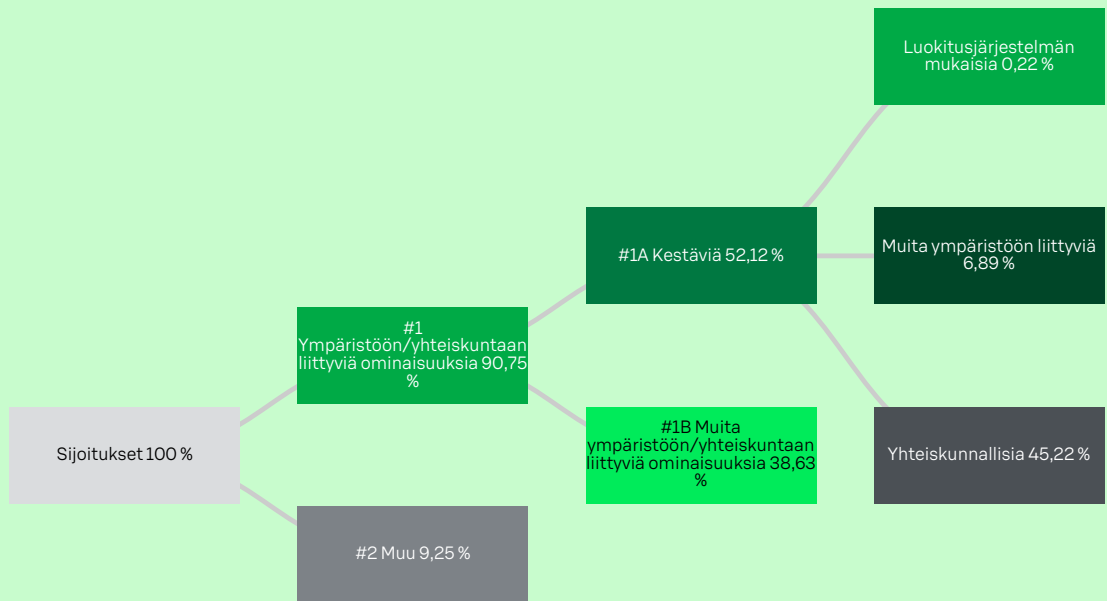 Luokitusjärjestelmän
mukaisia 0,22 %
#1A Kestäviä 52,12 %
Muita ympäristöön liittyviä
6,89 %
#1
Ympäristöön/yhteiskuntaan
liittyviä ominaisuuksia 90,75
%
Sijoitukset 100 %
#1B Muita
ympäristöön/yhteiskuntaan
liittyviä ominaisuuksia 38,63
%
Yhteiskunnallisia 45,22 %
#2 Muu 9,25 %